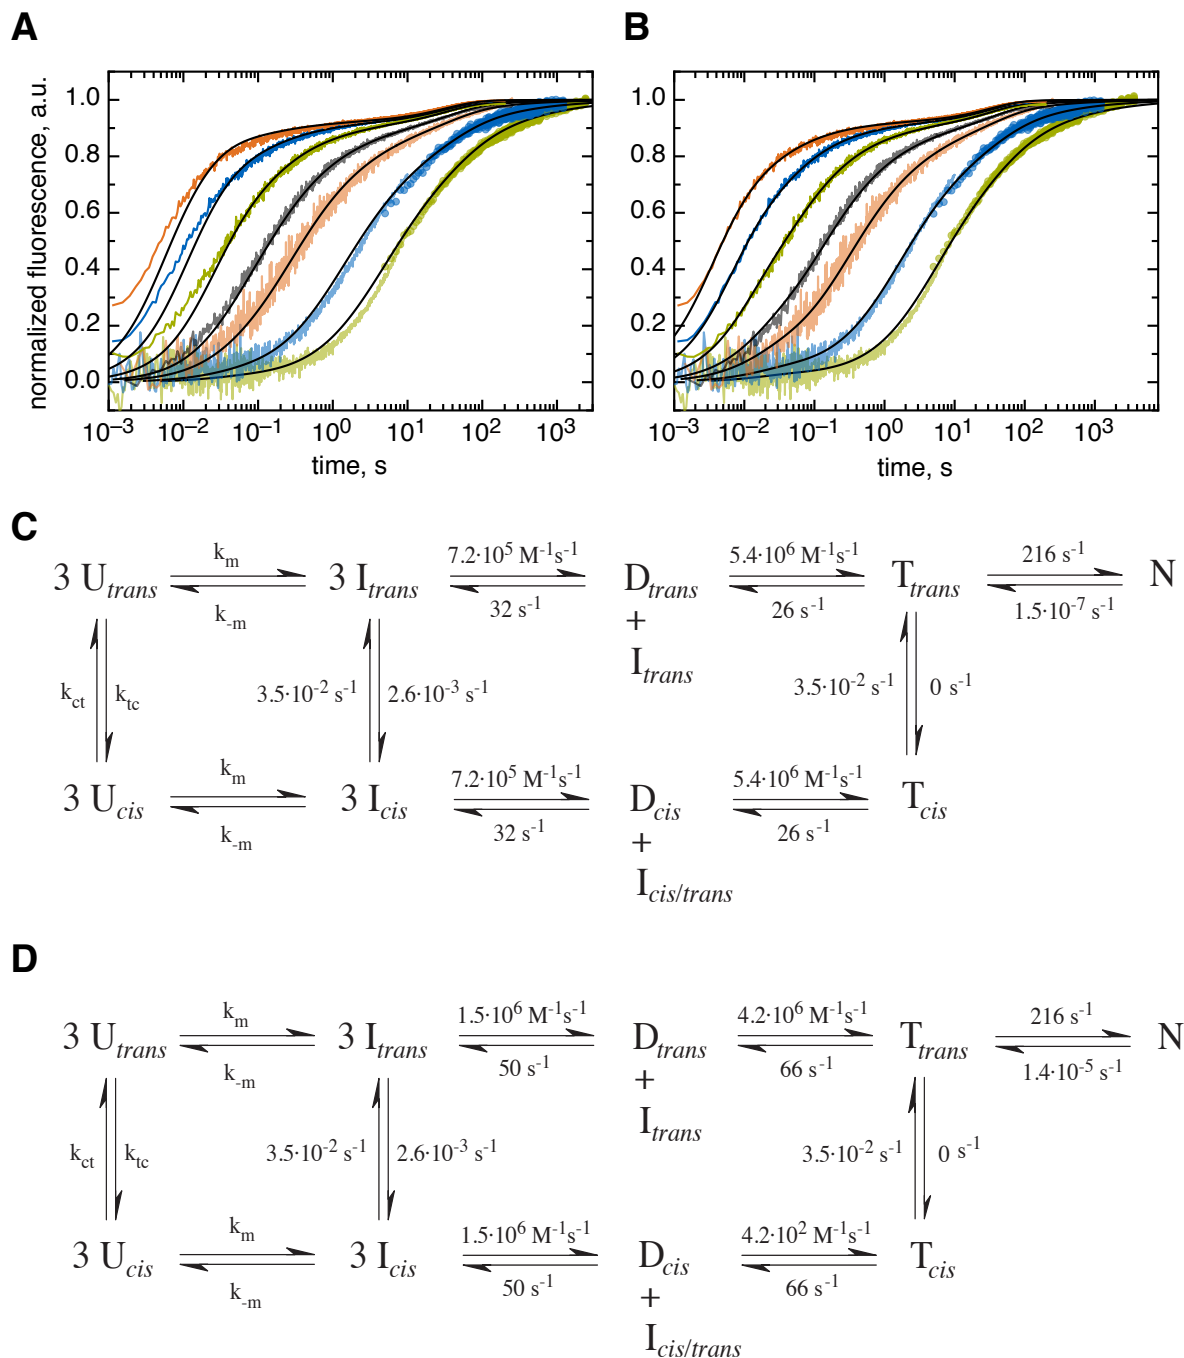 A
B
normalized fluorescence, a.u.
1.0
0.8
0.6
0.4
0.2
0.0
10⁻³ 10⁻² 10⁻¹ 10⁰ 10¹ 10² 10³
time, s
1.0
0.8
0.6
0.4
0.2
0.0
10⁻³ 10⁻² 10⁻¹ 10⁰ 10¹ 10² 10³
time, s
C
3 U_trans
k_m
k_-m
3 I_trans
7.2·10⁵ M⁻¹s⁻¹
32 s⁻¹
D_trans
+
I_trans
5.4·10⁶ M⁻¹s⁻¹
26 s⁻¹
T_trans
216 s⁻¹
1.5·10⁻⁷ s⁻¹
N
k_ct
k_tc
3.5·10⁻² s⁻¹
2.6·10⁻³ s⁻¹
3.5·10⁻² s⁻¹
0 s⁻¹
3 U_cis
k_m
k_-m
3 I_cis
7.2·10⁵ M⁻¹s⁻¹
32 s⁻¹
D_cis
+
I_cis/trans
5.4·10⁶ M⁻¹s⁻¹
26 s⁻¹
T_cis
D
3 U_trans
k_m
k_-m
3 I_trans
1.5·10⁶ M⁻¹s⁻¹
50 s⁻¹
D_trans
+
I_trans
4.2·10⁶ M⁻¹s⁻¹
66 s⁻¹
T_trans
216 s⁻¹
1.4·10⁻⁵ s⁻¹
N
k_ct
k_tc
3.5·10⁻² s⁻¹
2.6·10⁻³ s⁻¹
3.5·10⁻² s⁻¹
0 s⁻¹
3 U_cis
k_m
k_-m
3 I_cis
1.5·10⁶ M⁻¹s⁻¹
50 s⁻¹
D_cis
+
I_cis/trans
4.2·10² M⁻¹s⁻¹
66 s⁻¹
T_cis